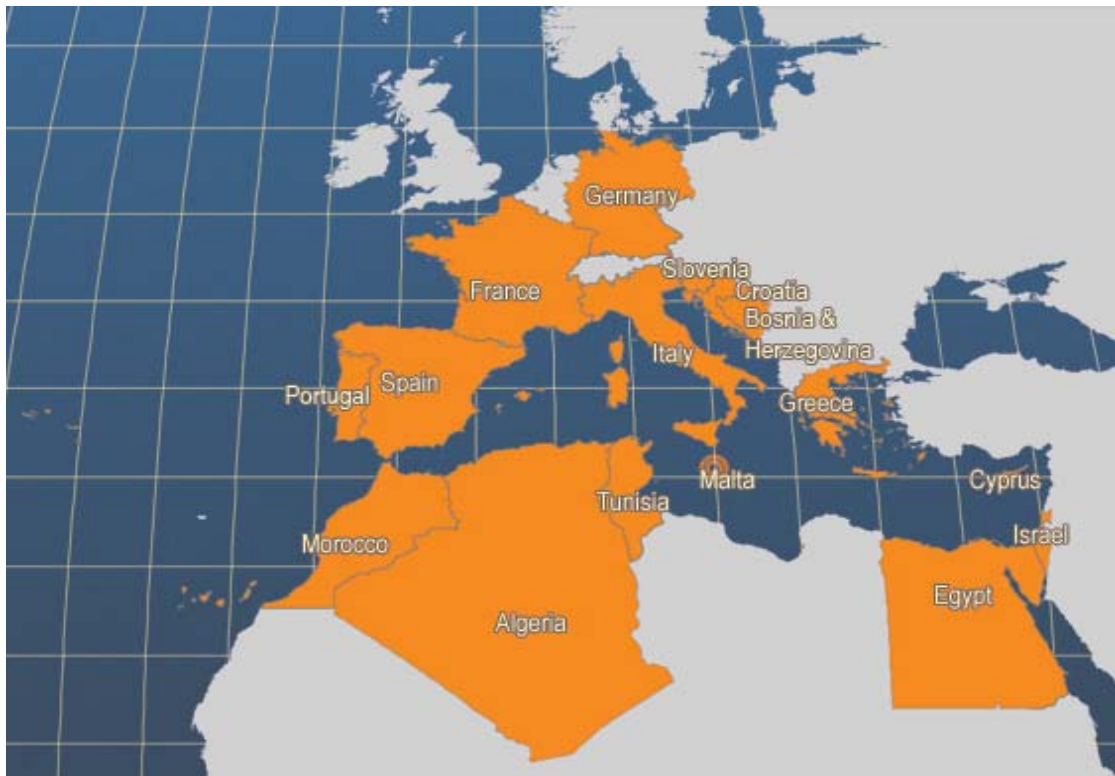 Germany
Slovenia
France
Croatia
Bosnia &
Herzegovina
Italy
Portugal
Spain
Greece
Malta
Cyprus
Tunisia
Israel
Morocco
Egypt
Algeria